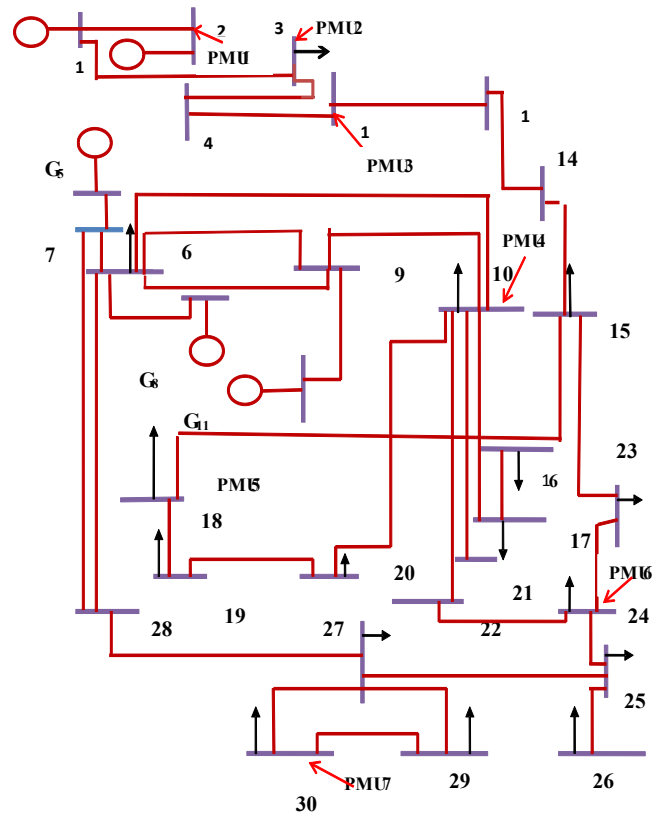 3 PMU2
2
1 PMU1
4 1 1
PMU3 14
G5
7 6 9 10 PMU4
15
G8
G11
23
PMU5 16
18 17
20 PMU6
21
19 27 22 24
28
25
PMU7 29 26
30